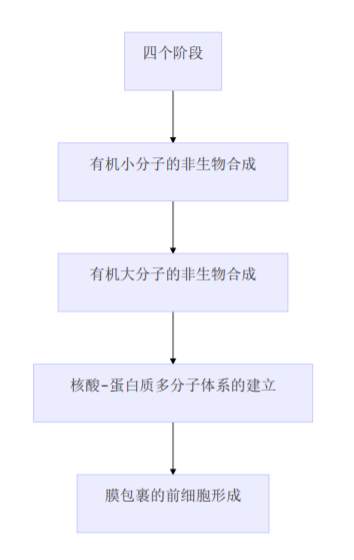 四个阶段
有机小分子的非生物合成
有机大分子的非生物合成
核酸-蛋白质多分子体系的建立
膜包裹的前细胞形成